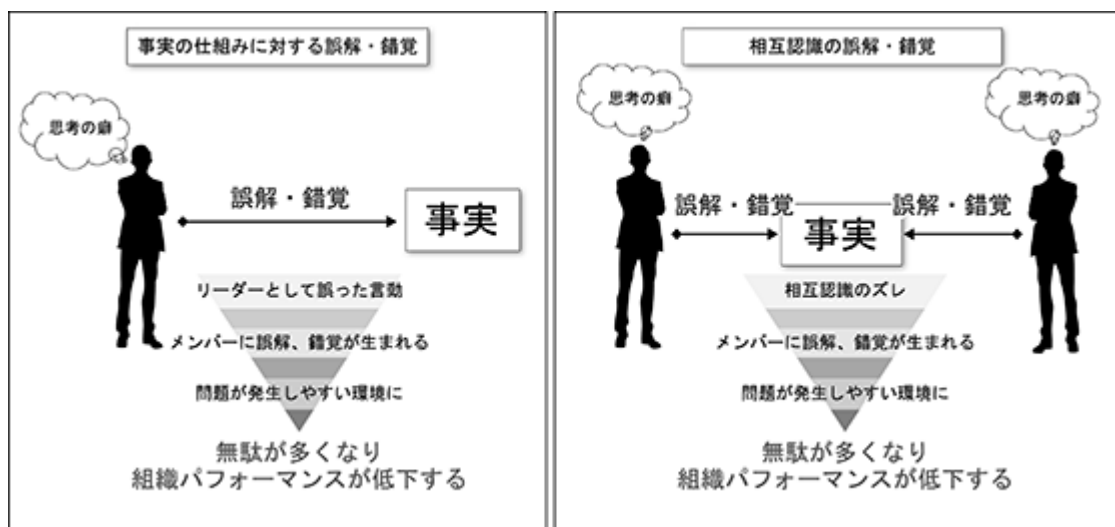 事実の仕組みに対する誤解・錯覚
思考の癖
誤解・錯覚
事実
リーダーとして誤った言動
メンバーに誤解、錯覚が生まれる
問題が発生しやすい環境に
無駄が多くなり
組織パフォーマンスが低下する
相互認識の誤解・錯覚
思考の癖
思考の癖
誤解・錯覚
事実
誤解・錯覚
相互認識のズレ
メンバーに誤解、錯覚が生まれる
問題が発生しやすい環境に
無駄が多くなり
組織パフォーマンスが低下する